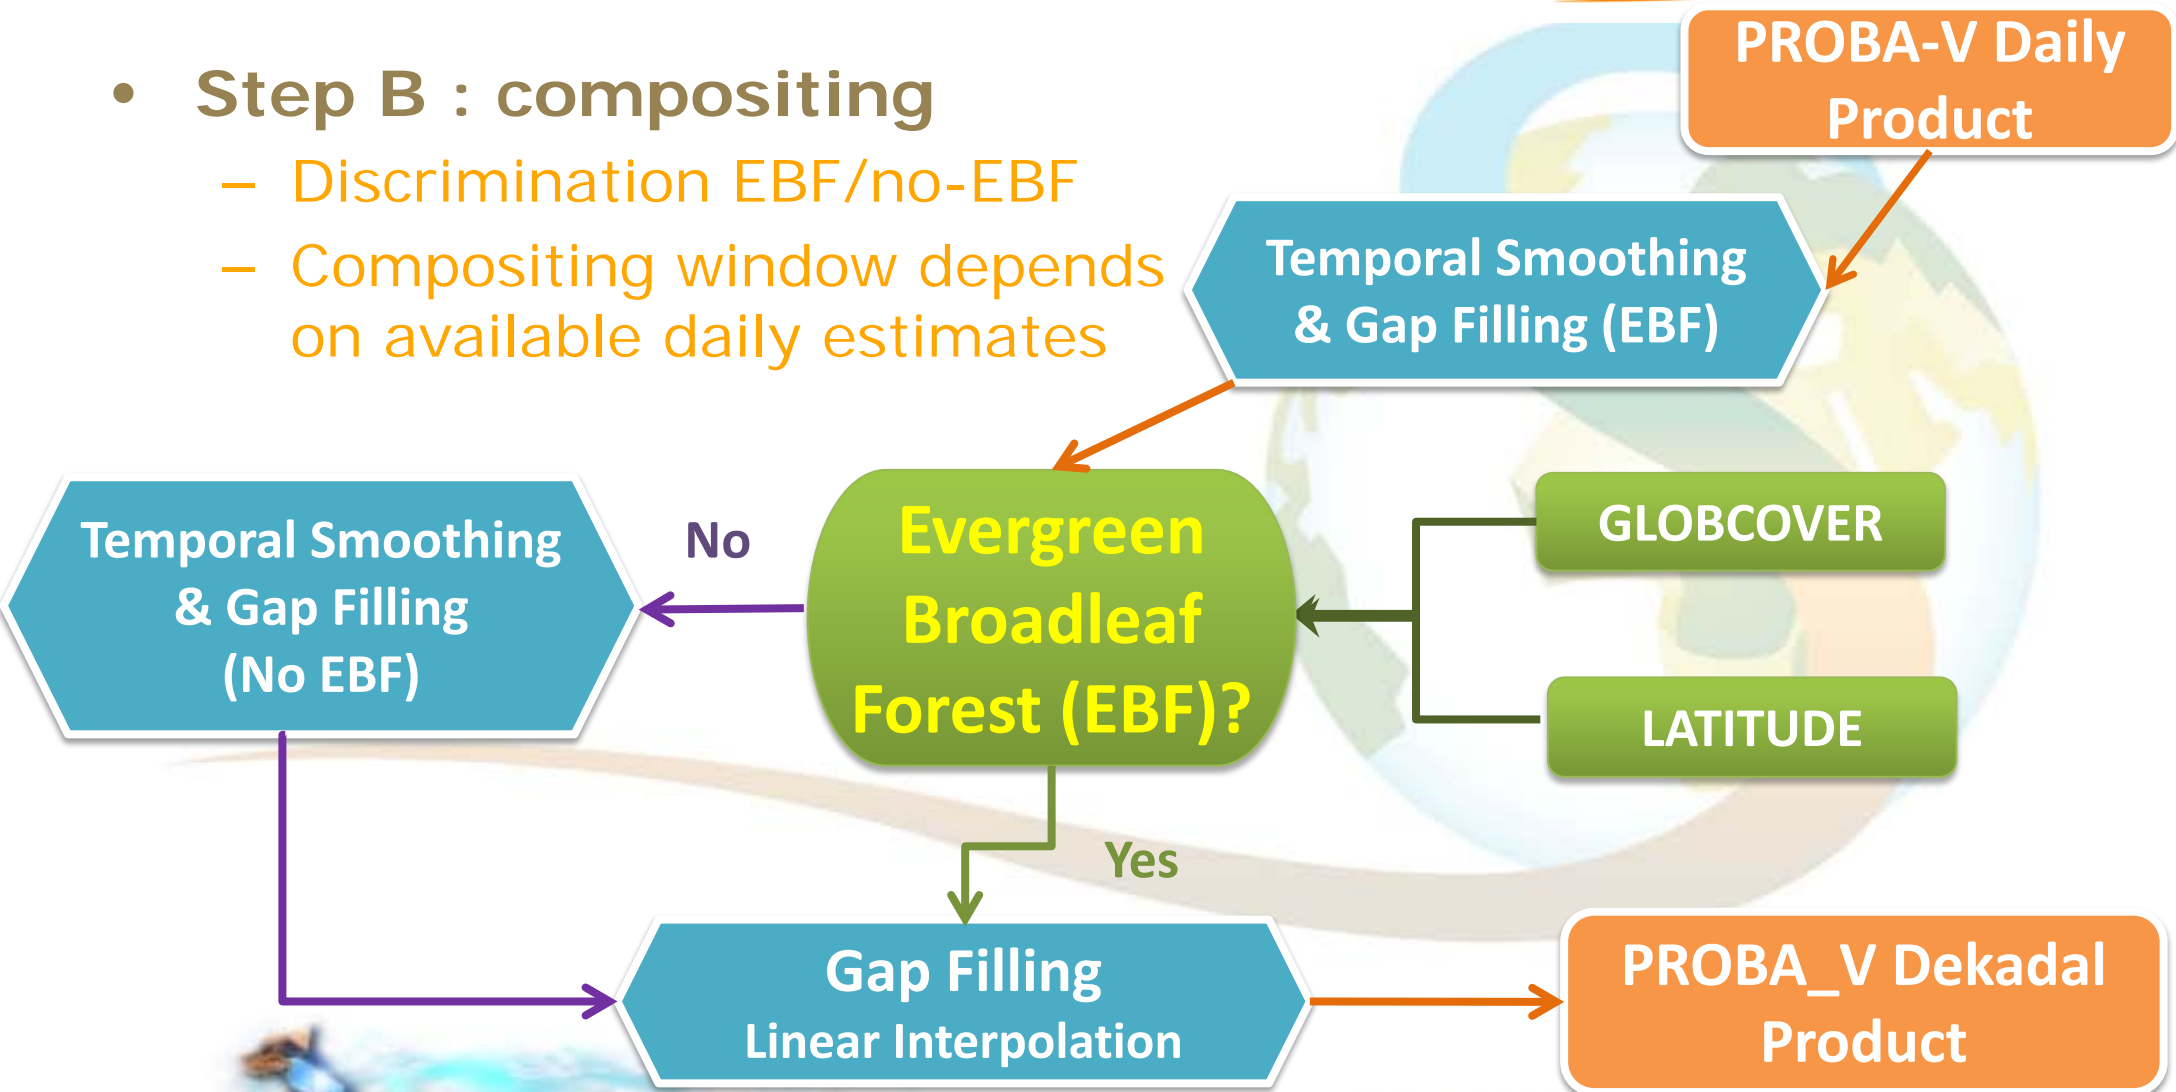 • Step B : compositing
– Discrimination EBF/no-EBF
– Compositing window depends
on available daily estimates
PROBA-V Daily
Product
Temporal Smoothing
& Gap Filling (EBF)
Temporal Smoothing
& Gap Filling
(No EBF)
No
Evergreen
Broadleaf
Forest (EBF)?
GLOBCOVER
LATITUDE
Yes
Gap Filling
Linear Interpolation
PROBA_V Dekadal
Product